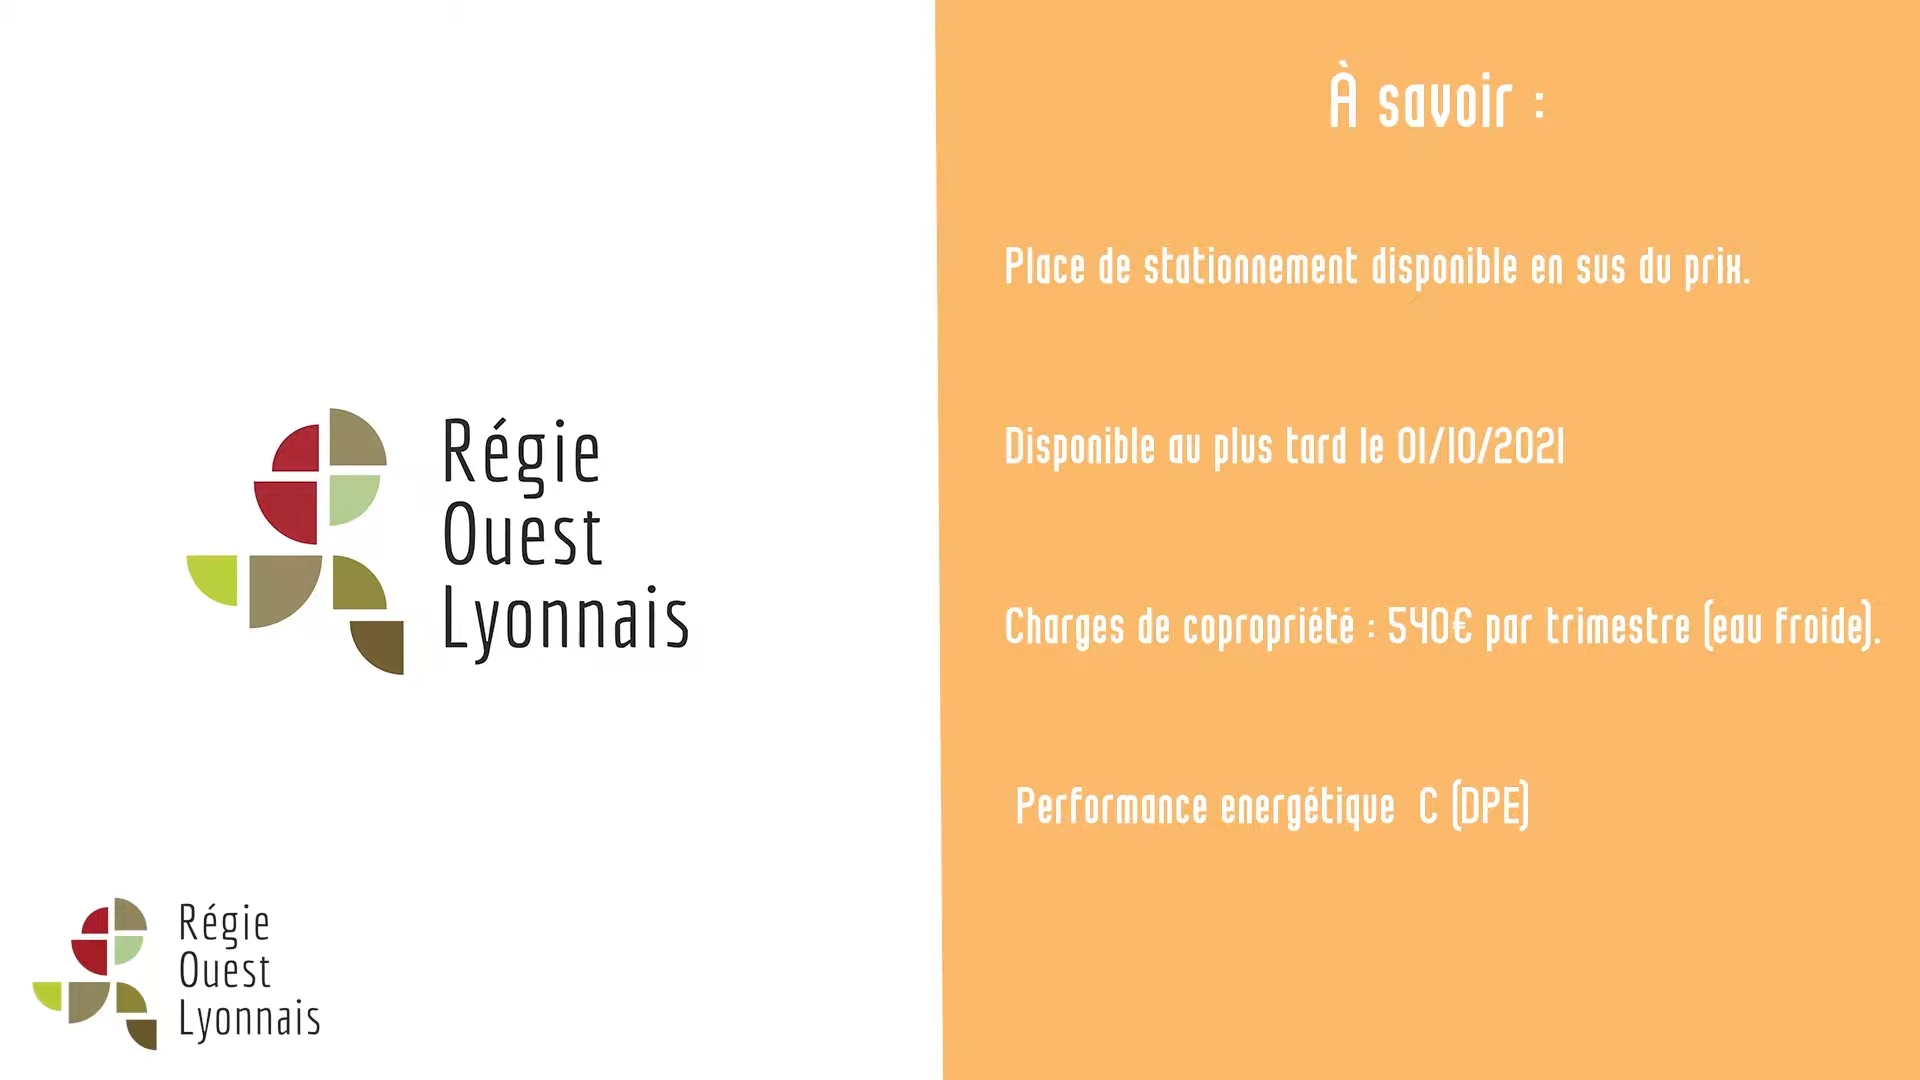 À savoir :
Place de stationnement disponible en sus du prix.
Disponible au plus tard le 01/10/2021
Charges de copropriété : 540€ par trimestre (eau froide).
Performance energétique C (DPE)
Régie
Ouest
Lyonnais
Régie
Ouest
Lyonnais